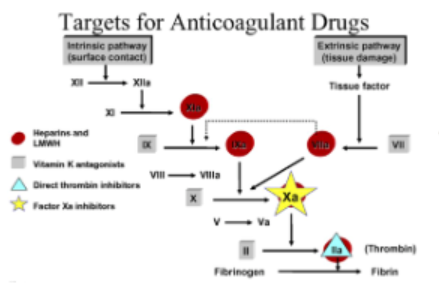 Targets for Anticoagulant Drugs
Intrinsic pathway
(surface contact)
Extrinsic pathway
(tissue damage)
XII
XIIa
Tissue factor
XI
XIa
Heparins and
LMWH
IX
IXa
VIIa
VII
Vitamin K antagonists
VIII
VIIIa
Direct thrombin inhibitors
X
Xa
Factor Xa inhibitors
V
Va
II
IIa
(Thrombin)
Fibrinogen
Fibrin